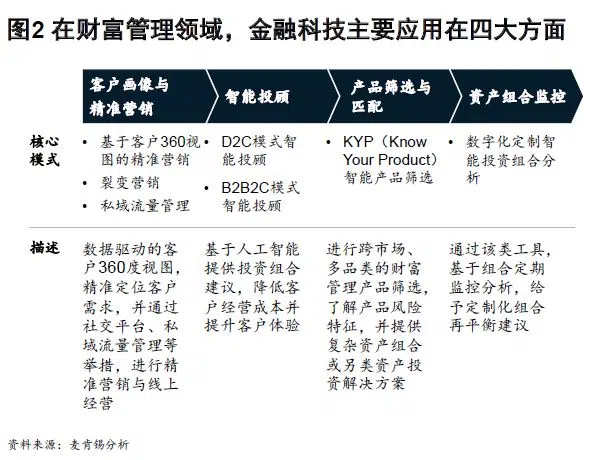 图2 在财富管理领域，金融科技主要应用在四大方面
客户画像与
精准营销
智能投顾
产品筛选与
匹配
资产组合监控
核心
模式
• 基于客户360视
图的精准营销
• 裂变营销
• 私域流量管理
• D2C模式智
能投顾
• B2B2C模式
智能投顾
• KYP（Know
Your Product）
智能产品筛选
• 数字化定制智
能投资组合分
析
描述
数据驱动的客
户360度视图，
精准定位客户
需求，并通过
社交平台、私
域流量管理等
举措，进行精
准营销与线上
经营
基于人工智能
提供投资组合
建议，降低客
户经营成本并
提升客户体验
进行跨市场、
多品类的财富
管理产品筛选，
了解产品风险
特征，并提供
复杂资产组合
或另类资产投
资解决方案
通过该类工具，
基于组合定期
监控分析，给
予定制化组合
再平衡建议
资料来源：麦肯锡分析